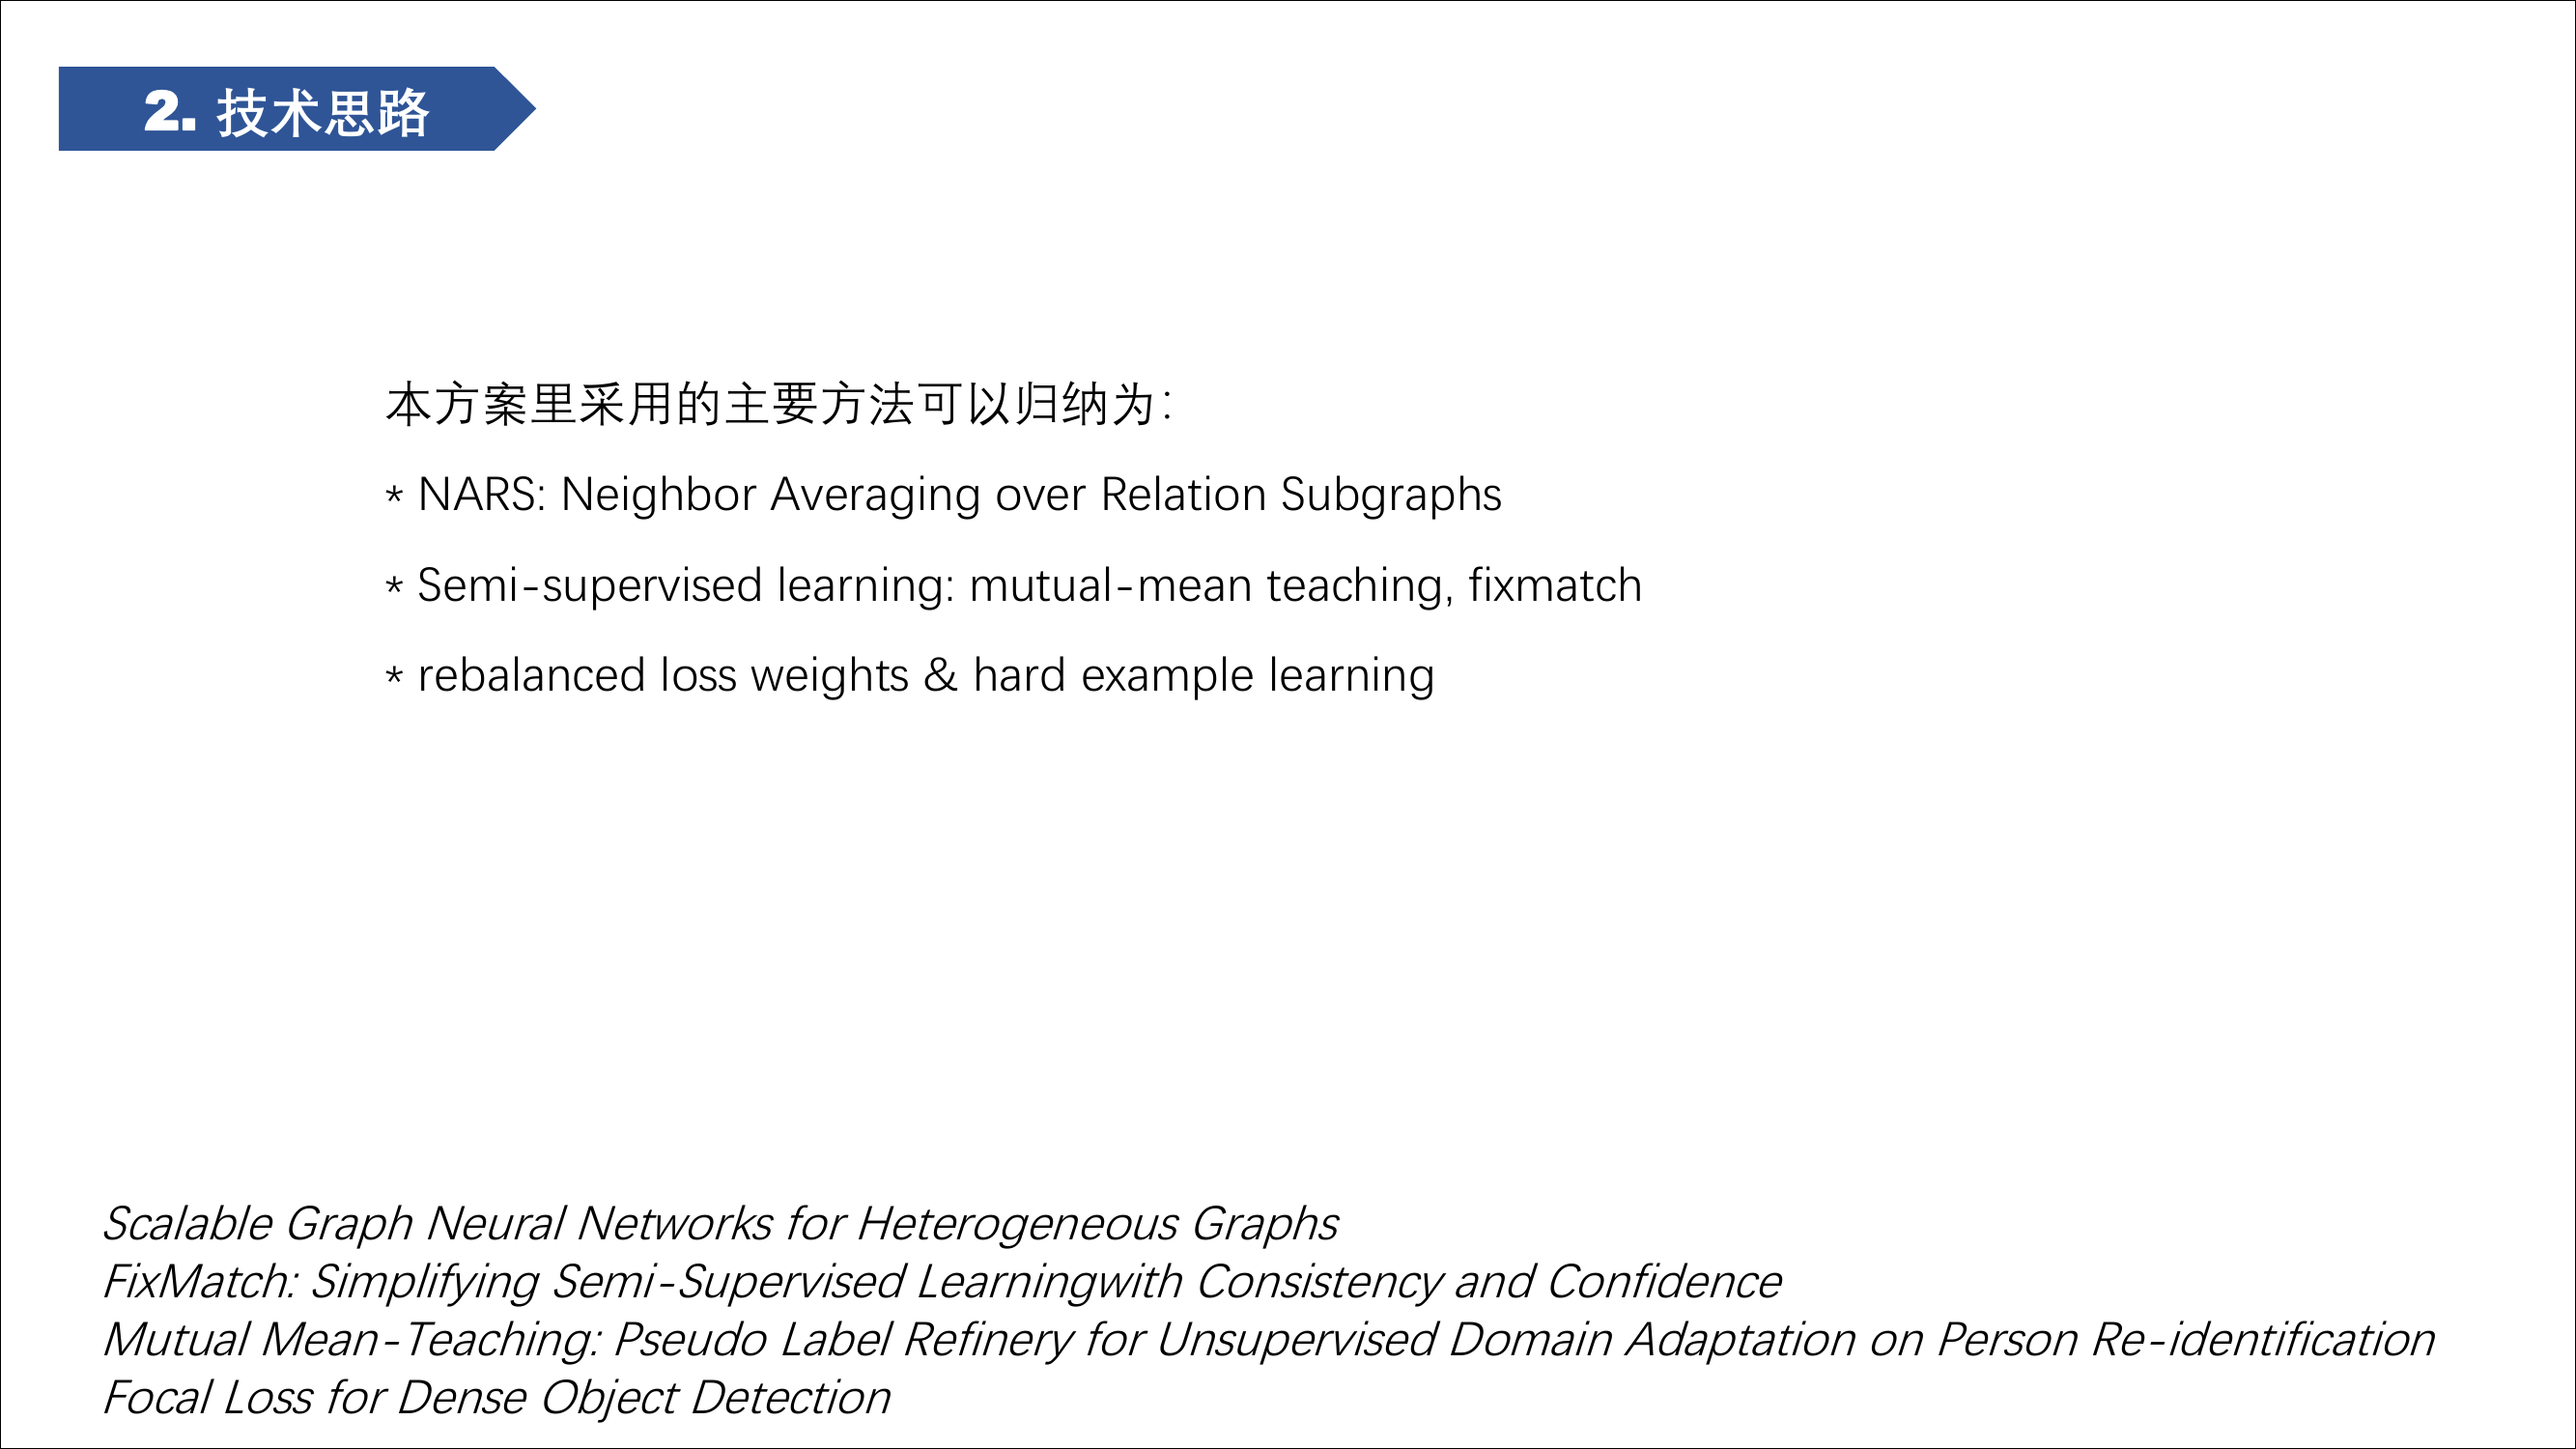 2. 技术思路
本方案里采用的主要方法可以归纳为：
* NARS: Neighbor Averaging over Relation Subgraphs
* Semi-supervised learning: mutual-mean teaching, fixmatch
* rebalanced loss weights & hard example learning
Scalable Graph Neural Networks for Heterogeneous Graphs
FixMatch: Simplifying Semi-Supervised Learningwith Consistency and Confidence
Mutual Mean-Teaching: Pseudo Label Refinery for Unsupervised Domain Adaptation on Person Re-identification
Focal Loss for Dense Object Detection